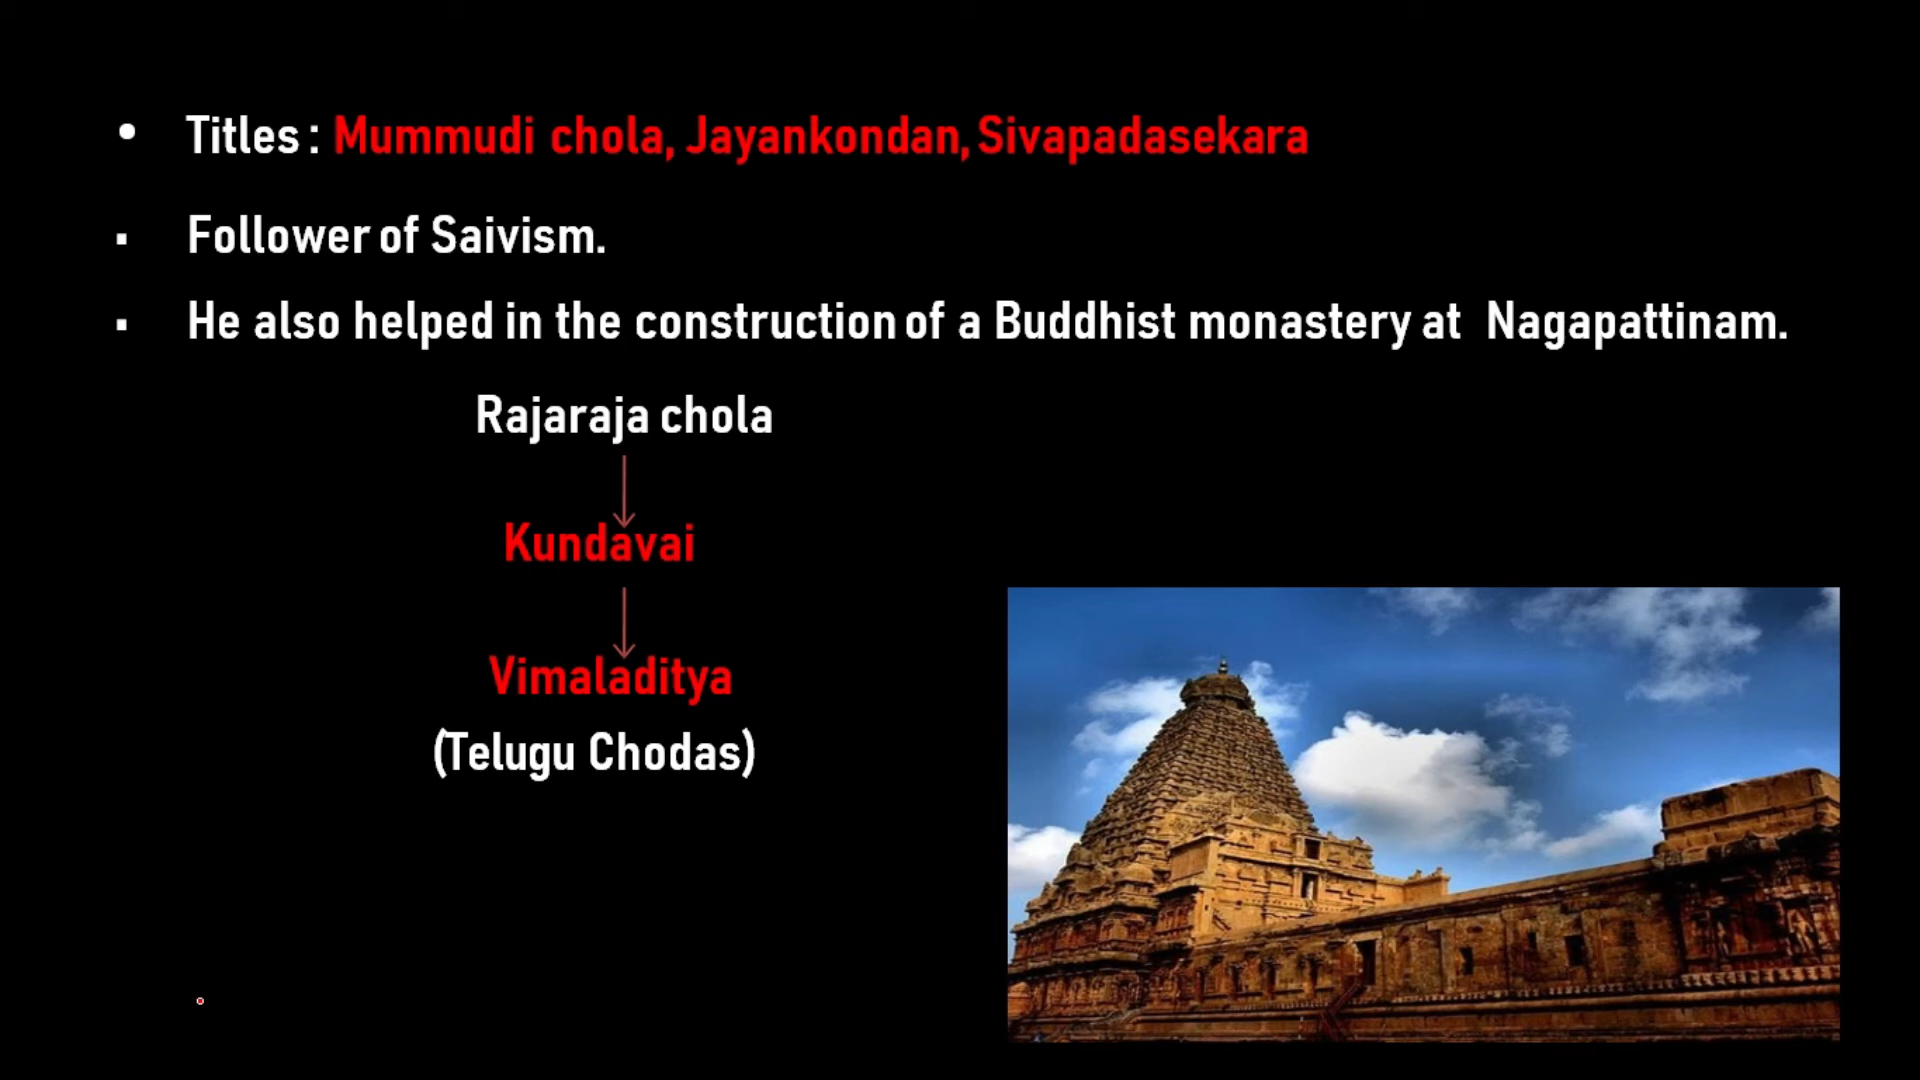 • Titles : Mummudi chola, Jayankondan, Sivapadasekara
▪ Follower of Saivism.
▪ He also helped in the construction of a Buddhist monastery at Nagapattinam.
Rajaraja chola
Kundavai
Vimaladitya
(Telugu Chodas)